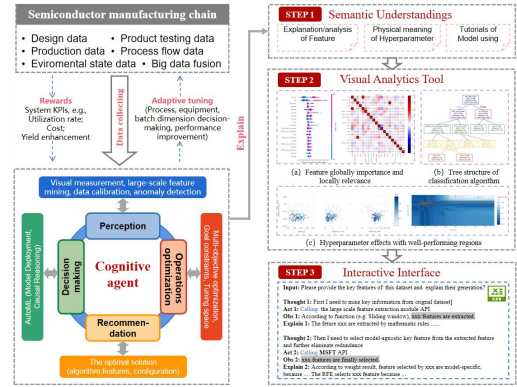 Semiconductor manufacturing chain
• Design data • Product testing data
• Production data • Process flow data
• Eviromental state data • Big data fusion
Rewards
System KPIs, e.g.,
Utilization rate;
Cost;
Yield enhancement
Data collecting
Adaptive tuning
(Process, equipment,
batch dimension decision-
making, performance
improvement)
Explain
Visual measurement, large-scale feature
mining, data calibration, anomaly detection
AutoML (Model Deployment,
Causal Reasoning)
Perception
Decision
making
Cognitive
agent
Operations
optimization
Recommen-
dation
Multi-objective optimization,
Goal constraints, Tuning
space
The optimal solution
(algorithm,features, configuration)
STEP 1 Semantic Understandings
Explanation/analysis
of Feature
Physical meaning
of Hyperparameter
Tutorials of
Model using
STEP 2 Visual Analytics Tool
(a) Feature globally importance and
locally relevance
(b) Tree structure of
classification algorithm
(c) Hyperparameter effects with well-performing regions
STEP 3 Interactive Interface
Input: Please provide the key features of this dataset and explain their generation?
Thought 1: First I need to mine key information from original dataset]
Act 1: Calling the large scale feature extraction module API
Obs 1: According to function (e.g. Sliding window), xxx features are extracted.
Explain 1: The feture xxx are extracted by mathematic rules ......
Thought 2: Then I need to select model-agnostic key feature from the extracted feature
and further eliminate redundance
Act 2: Calling MSFT API
Obs 2: xxx features are finally selected.
Explain 2: According to weight result, feature selected by xxx are model-specific,
because ... The RFE selects xxx feature because ...